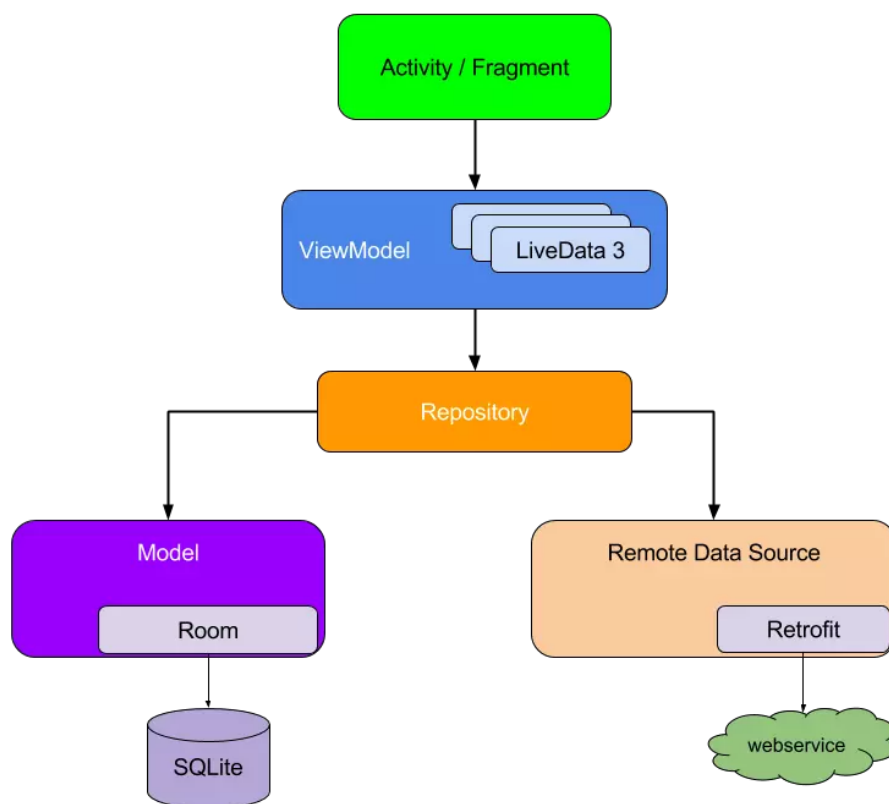 Activity / Fragment
ViewModel
LiveData 3
Repository
Model
Remote Data Source
Room
Retrofit
SQLite
webservice